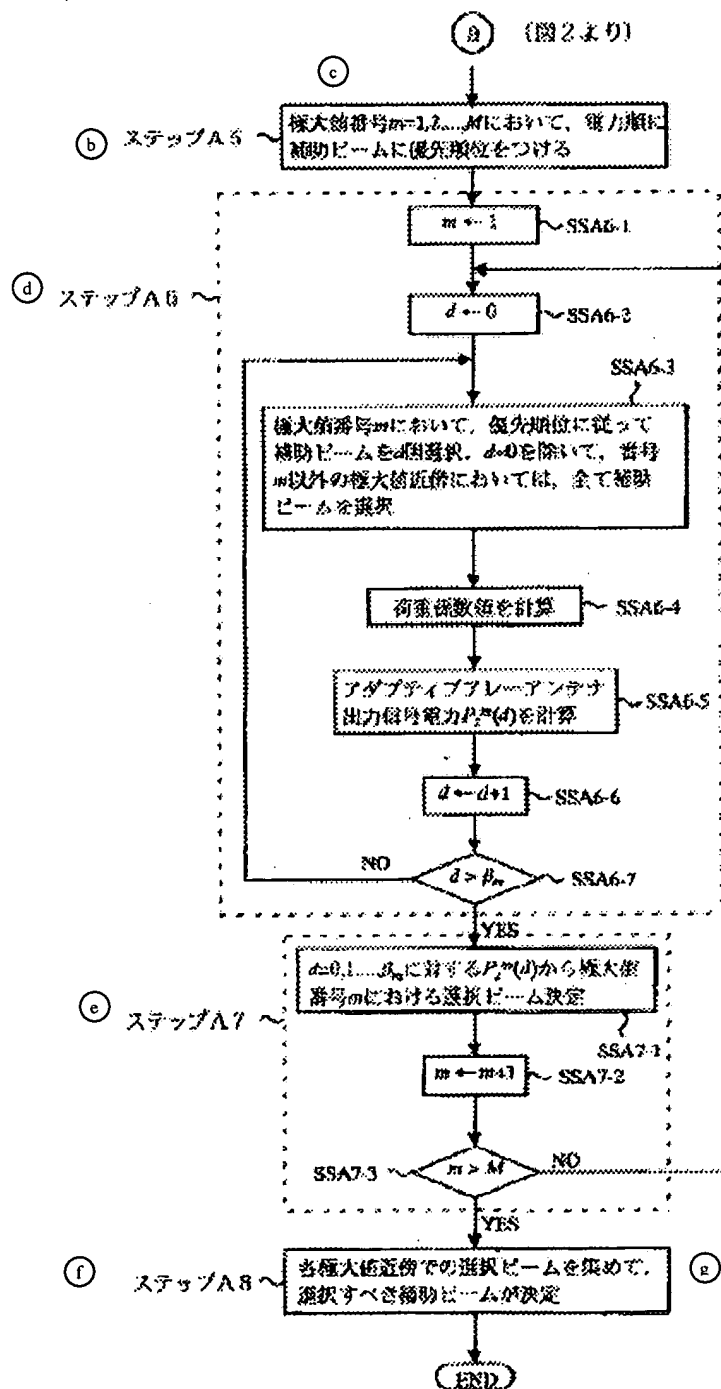 a （図2より）
c
b ステップA5
極大値番号m=1,2...,Mにおいて，電力順に
補助ビームに優先順位をつける
m←1 SSA6-1
d ステップA6
d←0 SSA6-2
SSA6-3
極大値番号mにおいて，優先順位に従って
補助ビームをd個選択．d=0を除いて，番号
m以外の極大値近傍においては，全て補助
ビームを選択
荷重係数値を計算 SSA6-4
アダプティブアレーアンテナ
出力信号電力 (d)を計算 SSA6-5
d←d+1 SSA6-6
NO d>βm SSA6-7
YES
d=0,1...,βmに対する (d)から極大値
番号mにおける選択ビーム決定
e ステップA7
SSA7-1
m←m+1 SSA7-2
SSA7-3 m>M NO
YES
f ステップA8
各極大値近傍での選択ビームを集めて，
選択すべき補助ビームが決定
g
END